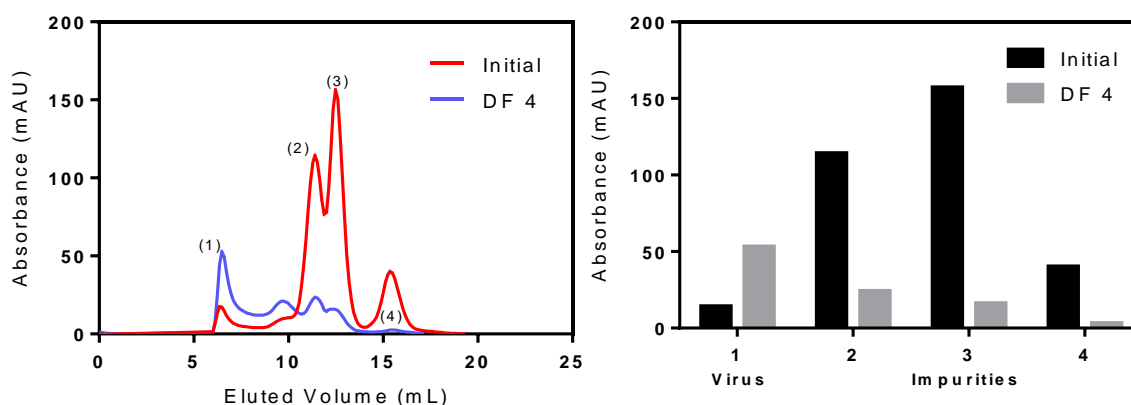 200
150
100
50
0
Absorbance (mAU)
Initial
DF 4
(1)
(2)
(3)
(4)
0 5 10 15 20 25
Eluted Volume (mL)
200
150
100
50
0
Absorbance (mAU)
Initial
DF 4
1 2 3 4
Virus Impurities